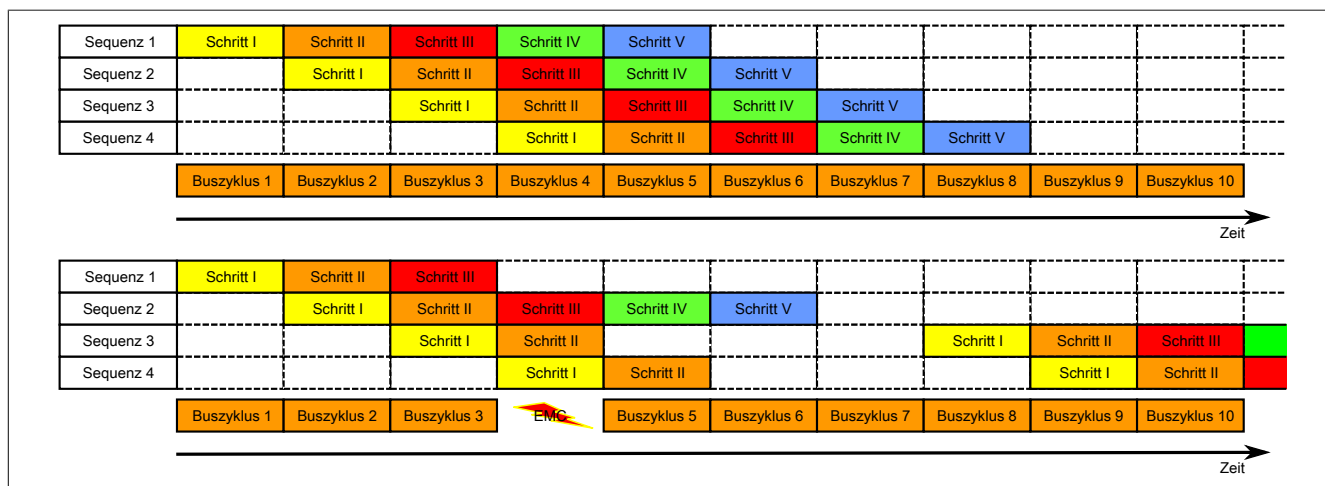 Sequenz 1 Schritt I Schritt II Schritt III Schritt IV Schritt V
Sequenz 2 Schritt I Schritt II Schritt III Schritt IV Schritt V
Sequenz 3 Schritt I Schritt II Schritt III Schritt IV Schritt V
Sequenz 4 Schritt I Schritt II Schritt III Schritt IV Schritt V
Buszyklus 1 Buszyklus 2 Buszyklus 3 Buszyklus 4 Buszyklus 5 Buszyklus 6 Buszyklus 7 Buszyklus 8 Buszyklus 9 Buszyklus 10
Zeit
Sequenz 1 Schritt I Schritt II Schritt III
Sequenz 2 Schritt I Schritt II Schritt III Schritt IV Schritt V
Sequenz 3 Schritt I Schritt II Schritt I Schritt II Schritt III
Sequenz 4 Schritt I Schritt II Schritt I Schritt II
Buszyklus 1 Buszyklus 2 Buszyklus 3 EMC Buszyklus 5 Buszyklus 6 Buszyklus 7 Buszyklus 8 Buszyklus 9 Buszyklus 10
Zeit